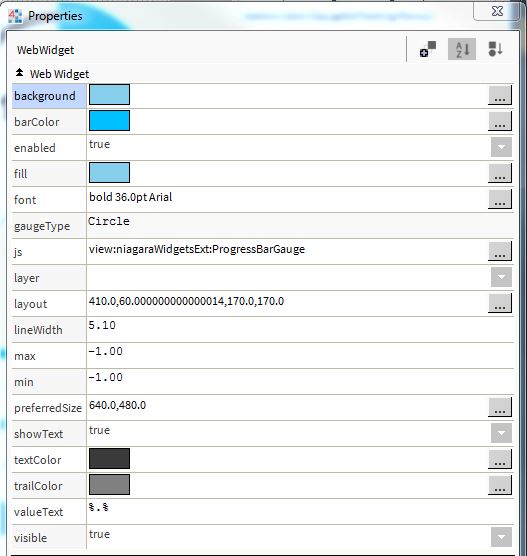 Properties
WebWidget
A
Z
Web Widget
background ...
barColor ...
enabled true
fill ...
font bold 36.0pt Arial ...
gaugeType Circle
js view:niagaraWidgetsExt:ProgressBarGauge ...
layer
layout 410.0,60.000000000000014,170.0,170.0 ...
lineWidth 5.10
max -1.00
min -1.00
preferredSize 640.0,480.0 ...
showText true
textColor ...
trailColor ...
valueText %.%
visible true